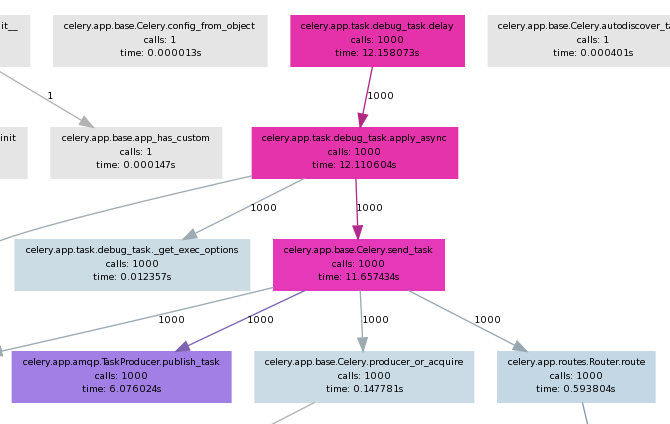 it__
celery.app.base.Celery.config_from_object
calls: 1
time: 0.000013s
celery.app.task.debug_task.delay
calls: 1000
time: 12.158073s
celery.app.base.Celery.autodiscover_ta
calls: 1
time: 0.000401s
1
1000
init
celery.app.base.app_has_custom
calls: 1
time: 0.000147s
celery.app.task.debug_task.apply_async
calls: 1000
time: 12.110604s
1000
1000
celery.app.task.debug_task._get_exec_options
calls: 1000
time: 0.012357s
celery.app.base.Celery.send_task
calls: 1000
time: 11.657434s
1000
1000
1000
1000
celery.app.amqp.TaskProducer.publish_task
calls: 1000
time: 6.076024s
celery.app.base.Celery.producer_or_acquire
calls: 1000
time: 0.147781s
celery.app.routes.Router.route
calls: 1000
time: 0.593804s